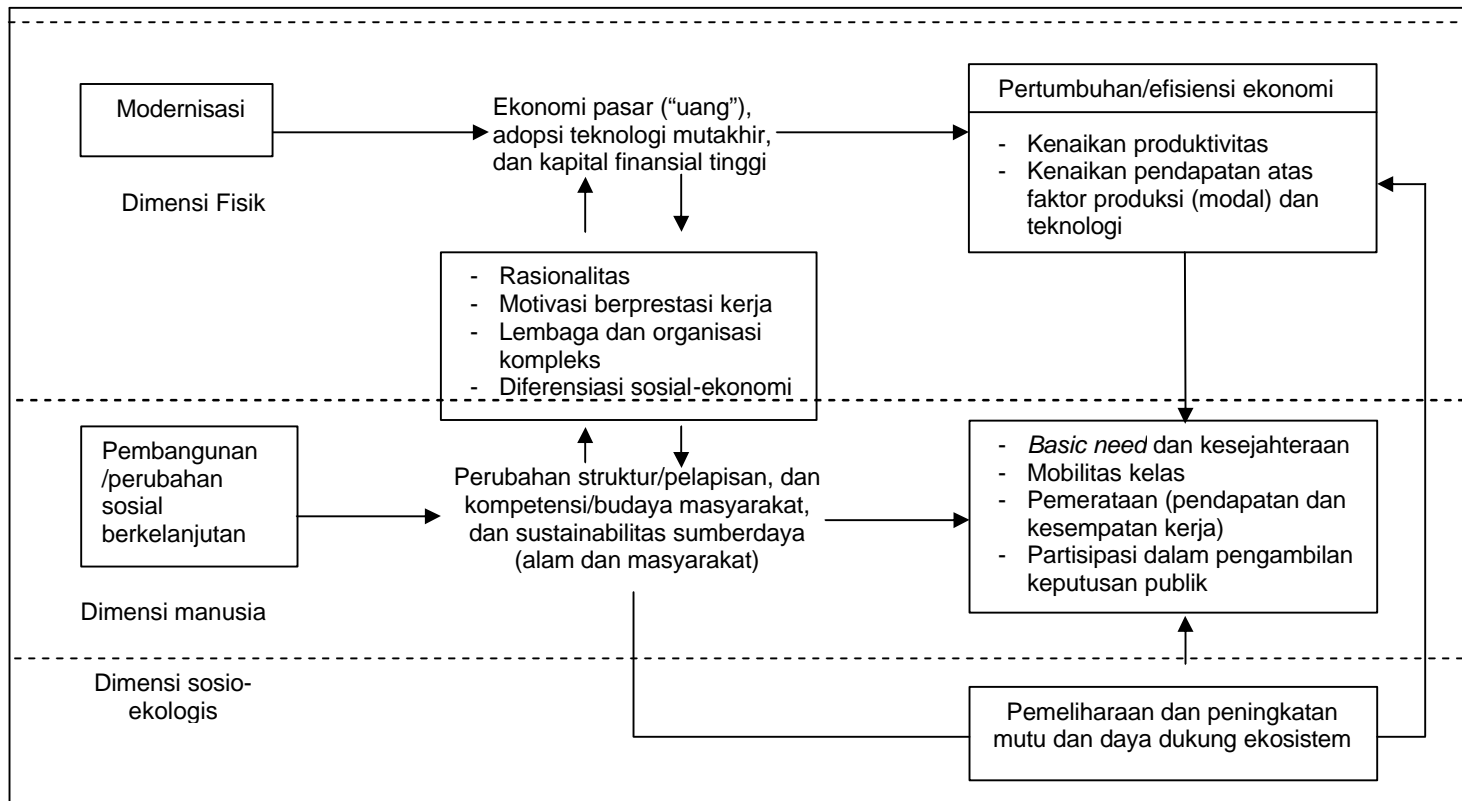 Modernisasi
Ekonomi pasar (“uang”),
adopsi teknologi mutakhir,
dan kapital finansial tinggi
Pertumbuhan/efisiensi ekonomi
- Kenaikan produktivitas
- Kenaikan pendapatan atas
faktor produksi (modal) dan
teknologi
Dimensi Fisik
- Rasionalitas
- Motivasi berprestasi kerja
- Lembaga dan organisasi
kompleks
- Diferensiasi sosial-ekonomi
Pembangunan
/perubahan
sosial
berkelanjutan
Perubahan struktur/pelapisan, dan
kompetensi/budaya masyarakat,
dan sustainabilitas sumberdaya
(alam dan masyarakat)
- Basic need dan kesejahteraan
- Mobilitas kelas
- Pemerataan (pendapatan dan
kesempatan kerja)
- Partisipasi dalam pengambilan
keputusan publik
Dimensi manusia
Dimensi sosio-
ekologis
Pemeliharaan dan peningkatan
mutu dan daya dukung ekosistem